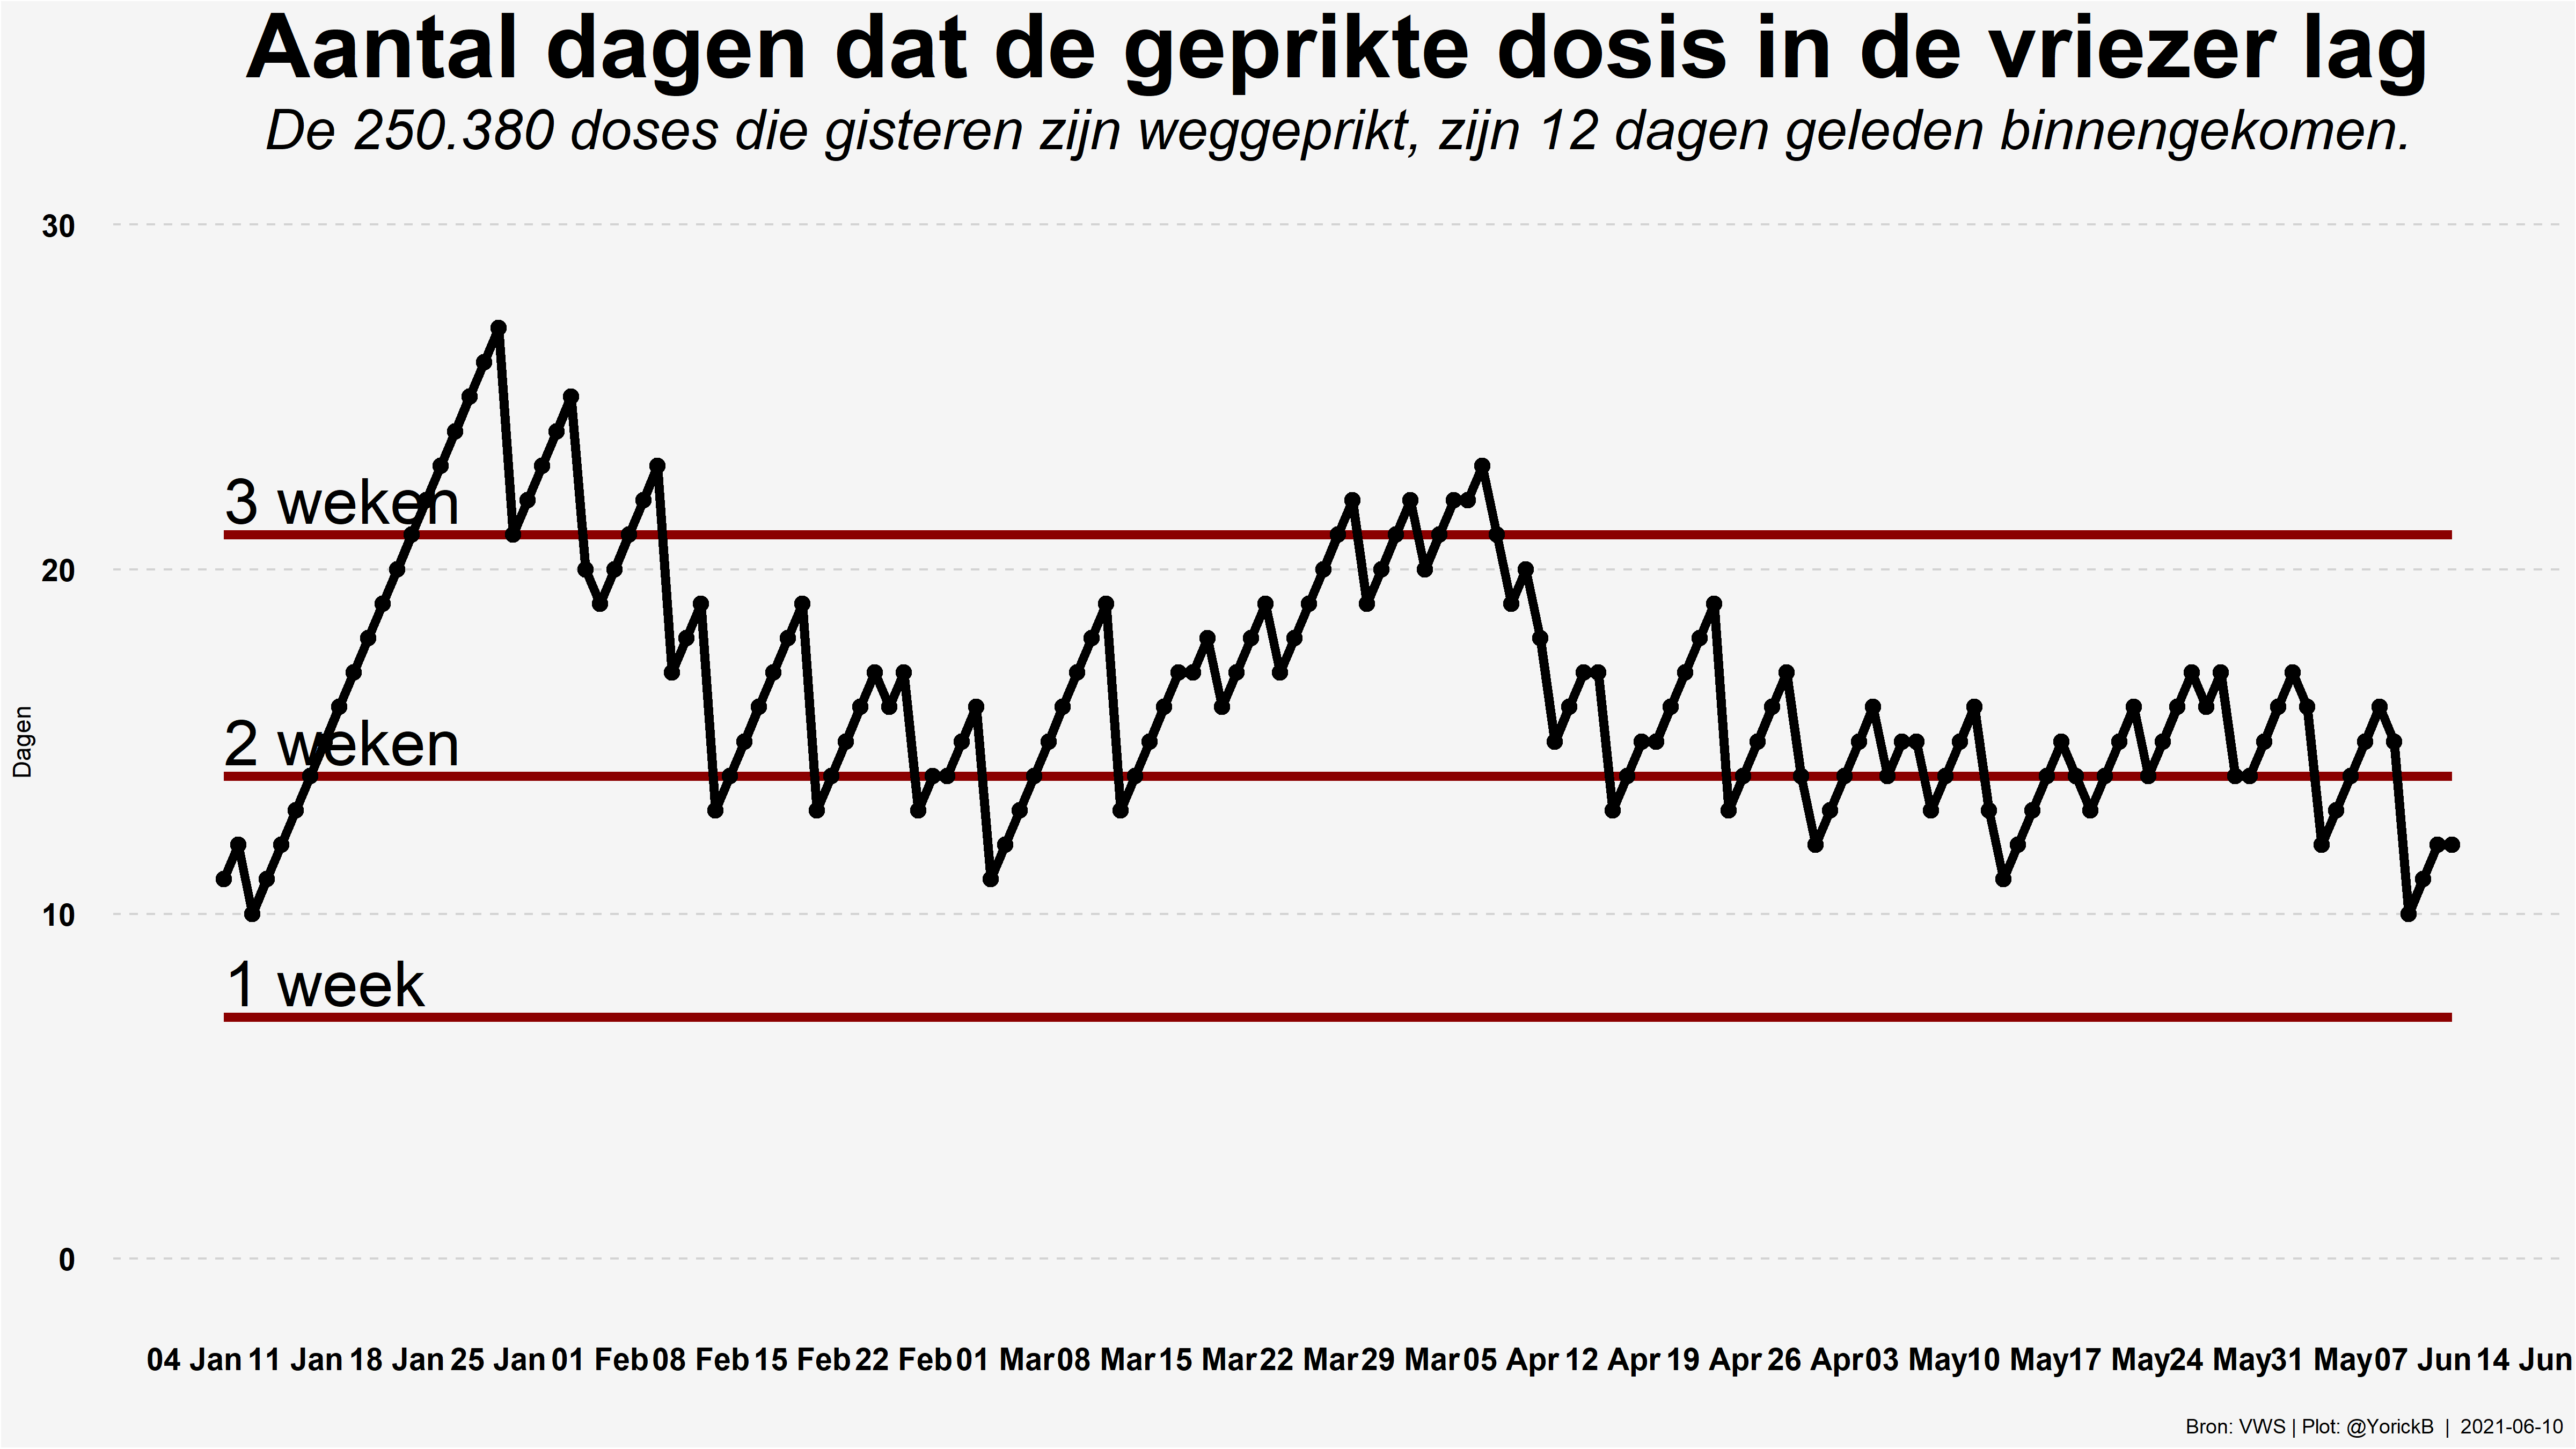 Aantal dagen dat de geprikte dosis in de vriezer lag
De 250.380 doses die gisteren zijn weggeprikt, zijn 12 dagen geleden binnengekomen.
30
3 weken
20
2 weken
Dagen
10
1 week
0
04 Jan 11 Jan 18 Jan 25 Jan 01 Feb 08 Feb 15 Feb 22 Feb 01 Mar 08 Mar 15 Mar 22 Mar 29 Mar 05 Apr 12 Apr 19 Apr 26 Apr 03 May 10 May 17 May 24 May 31 May 07 Jun 14 Jun
Bron: VWS | Plot: @YorickB | 2021-06-10